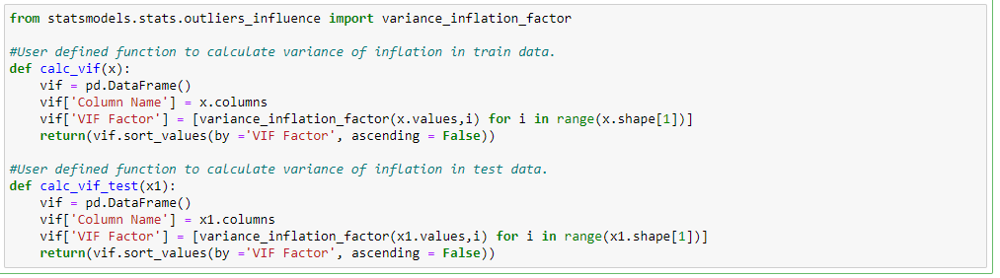 from statsmodels.stats.outliers_influence import variance_inflation_factor
#User defined function to calculate variance of inflation in train data.
def calc_vif(x):
    vif = pd.DataFrame()
    vif['Column Name'] = x.columns
    vif['VIF Factor'] = [variance_inflation_factor(x.values,i) for i in range(x.shape[1])]
    return(vif.sort_values(by ='VIF Factor', ascending = False))
#User defined function to calculate variance of inflation in test data.
def calc_vif_test(x1):
    vif = pd.DataFrame()
    vif['Column Name'] = x1.columns
    vif['VIF Factor'] = [variance_inflation_factor(x1.values,i) for i in range(x1.shape[1])]
    return(vif.sort_values(by ='VIF Factor', ascending = False))